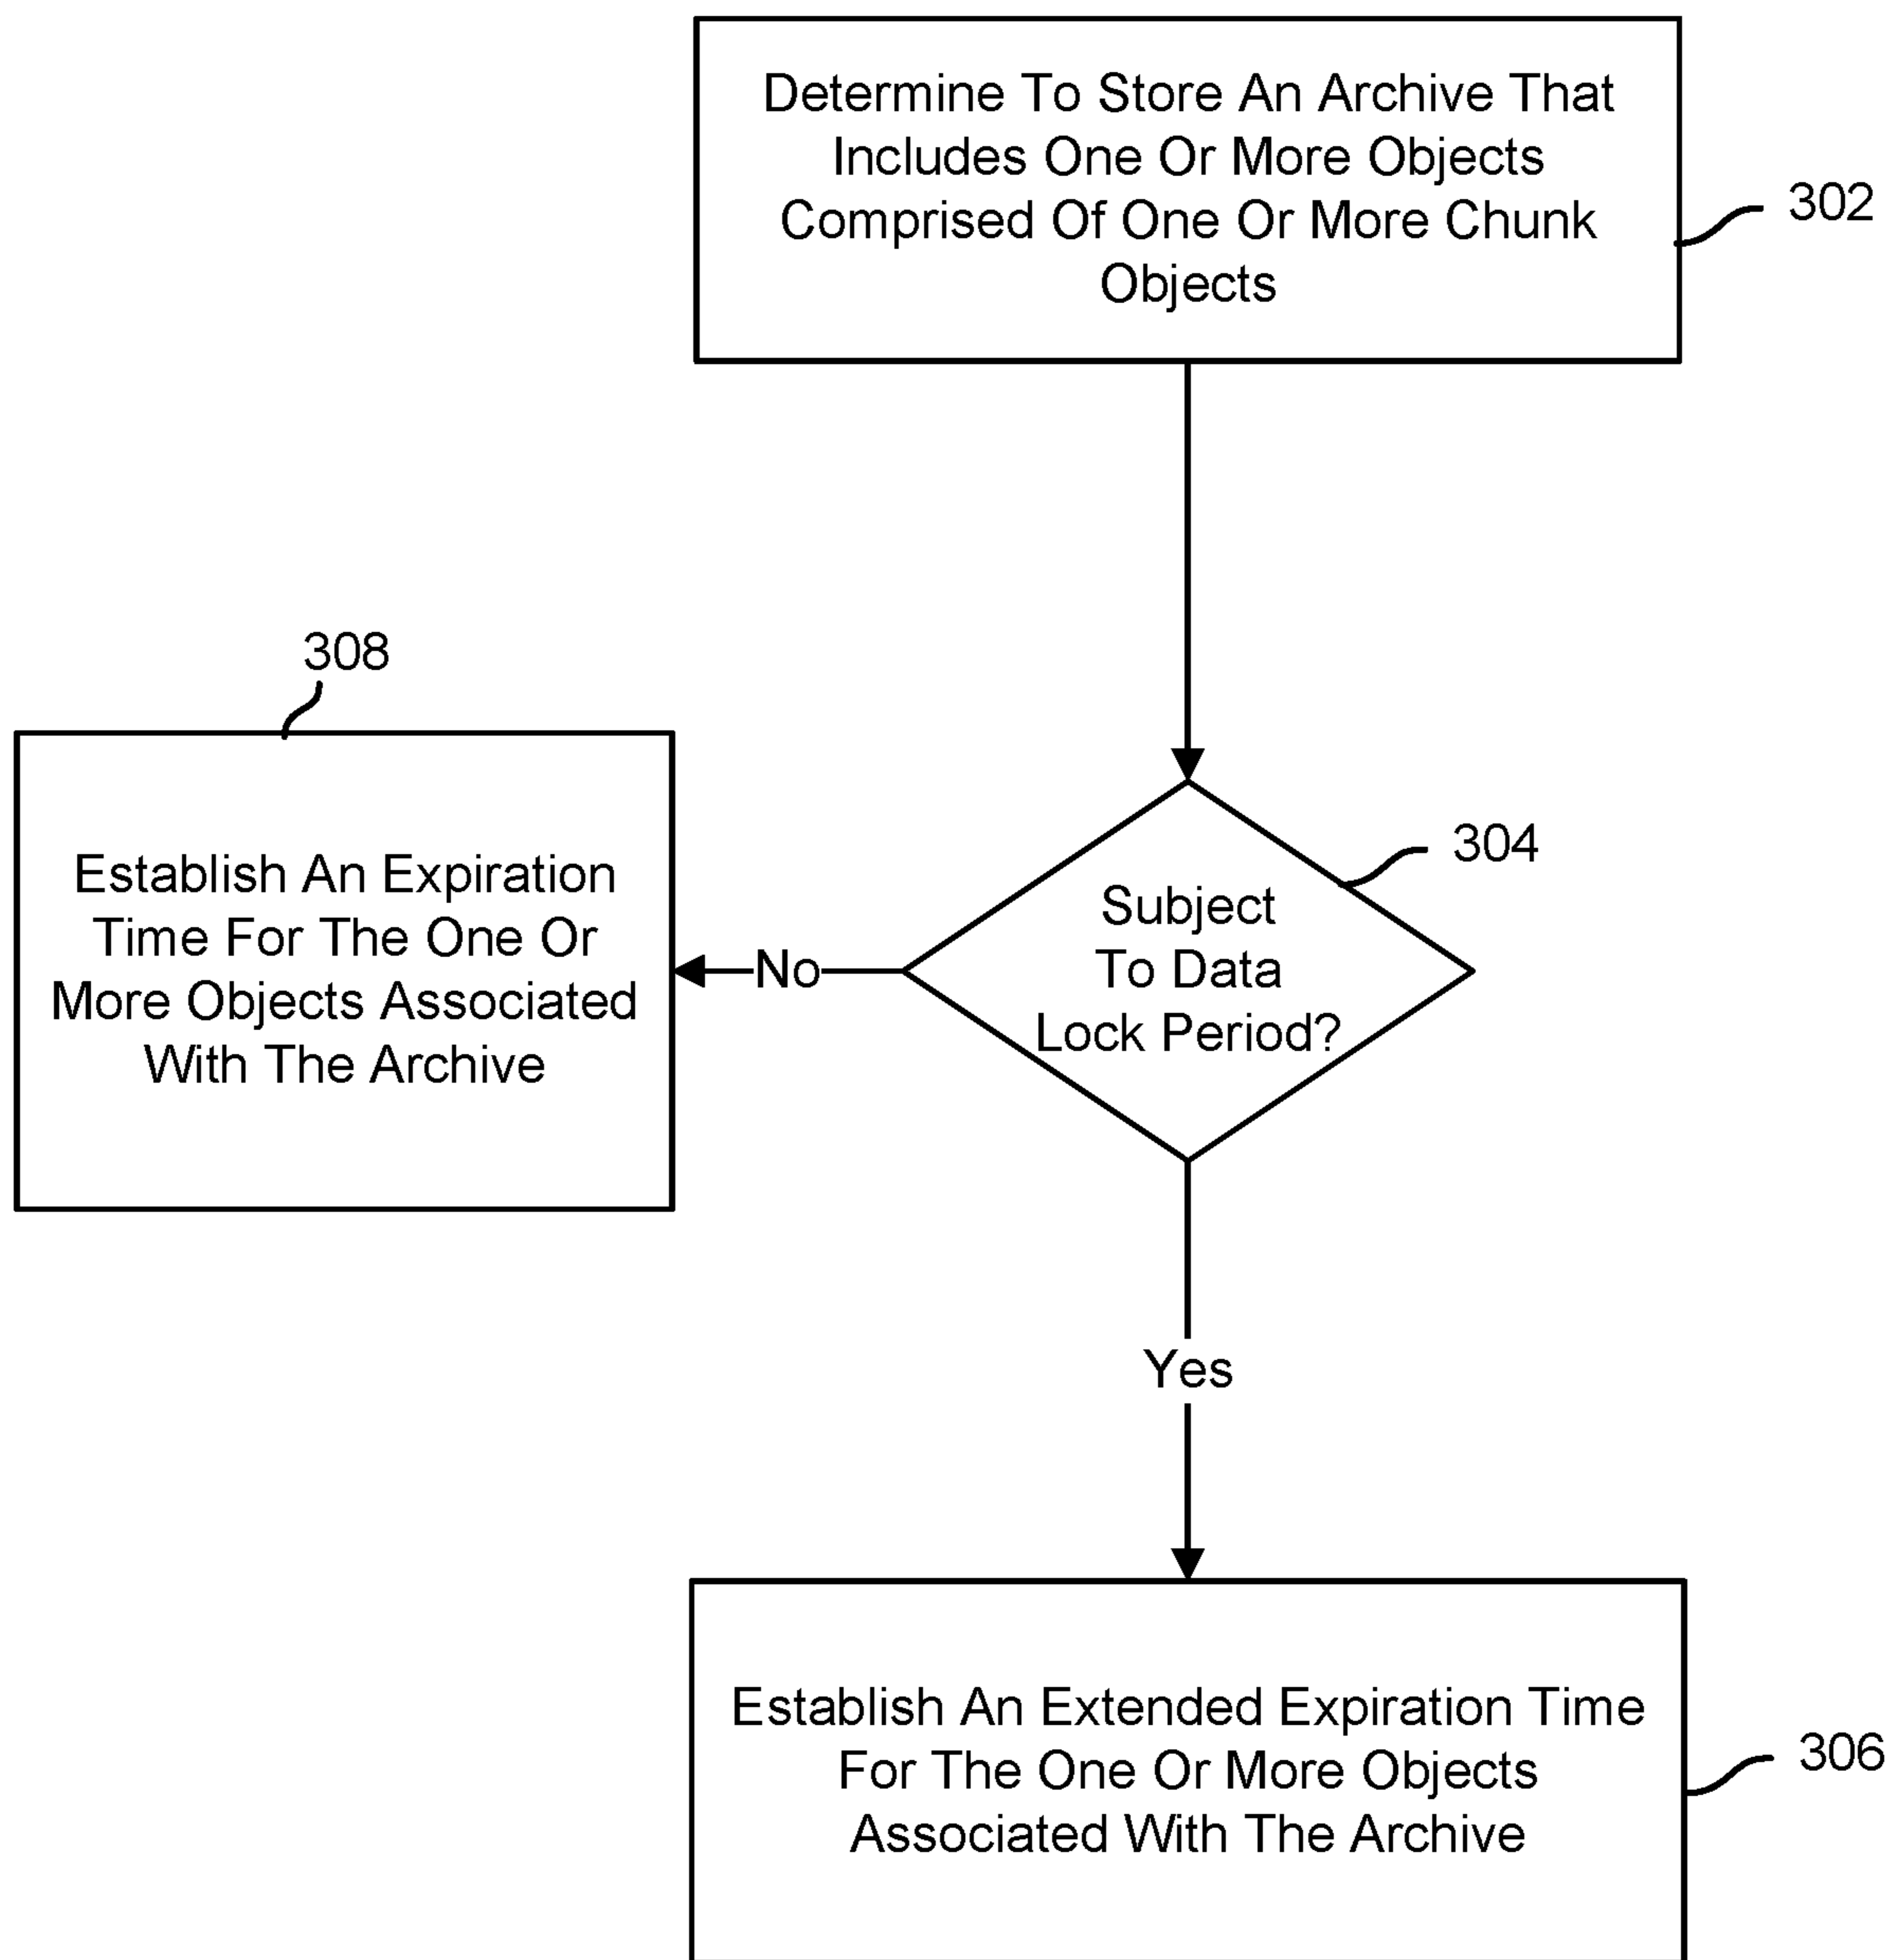 Determine To Store An Archive That
Includes One Or More Objects
Comprised Of One Or More Chunk
Objects
302
308
Establish An Expiration
Time For The One Or
More Objects Associated
With The Archive
No
304
Subject
To Data
Lock Period?
Yes
Establish An Extended Expiration Time
For The One Or More Objects
Associated With The Archive
306